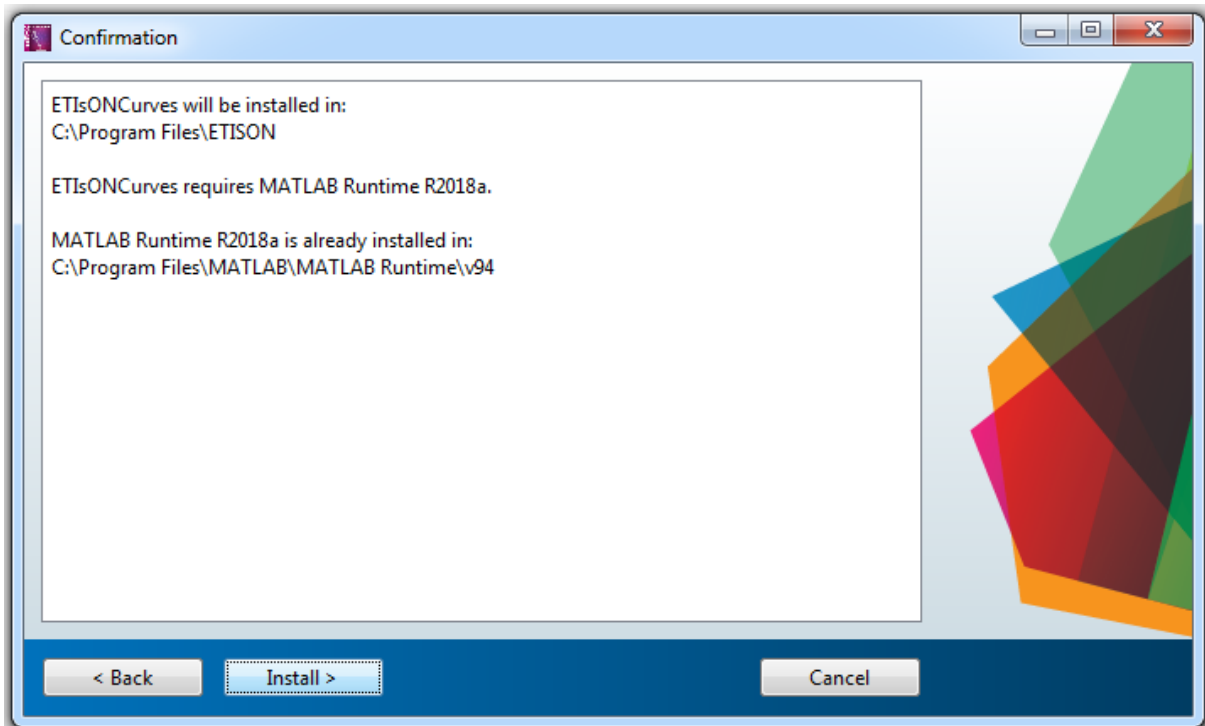 Confirmation
ETIsONCurves will be installed in:
C:\Program Files\ETISON
ETIsONCurves requires MATLAB Runtime R2018a.
MATLAB Runtime R2018a is already installed in:
C:\Program Files\MATLAB\MATLAB Runtime\v94
< Back
Install >
Cancel